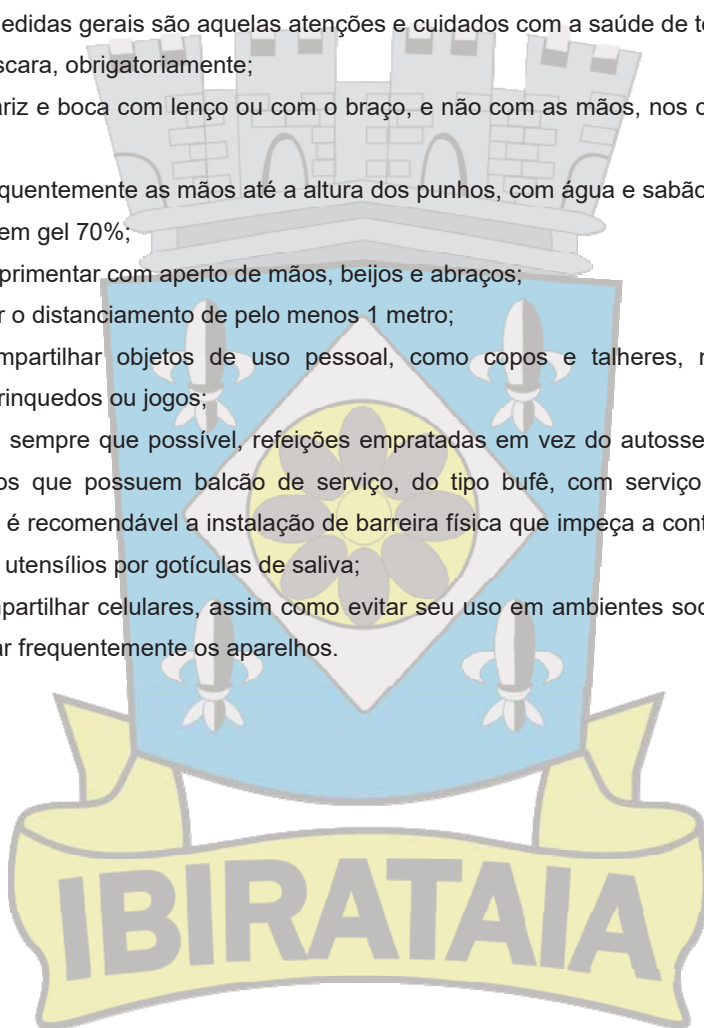 edidas gerais são aquelas atenções e cuidados com a saúde de
scara, obrigatoriamente;
ariz e boca com lenço ou com o braço, e não com as mãos, nos
quentemente as mãos até a altura dos punhos, com água e sabão
em gel 70%;
primentar com aperto de mãos, beijos e abraços;
r o distanciamento de pelo menos 1 metro;
mpartilhar objetos de uso pessoal, como copos e talheres,
rinquedos ou jogos;
sempre que possível, refeições empratadas em vez do autosse
os que possuem balcão de serviço, do tipo bufê, com serviço
é recomendável a instalação de barreira física que impeça a cont
utensílios por gotículas de saliva;
mpartilhar celulares, assim como evitar seu uso em ambientes soc
ar frequentemente os aparelhos.
IBIRATAIA